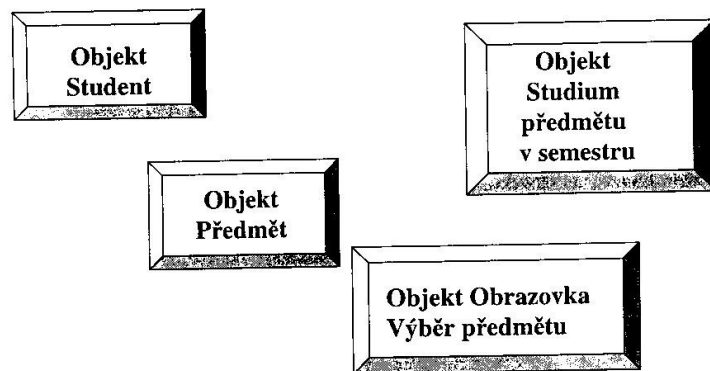 Objekt
Student
Objekt
Studium
předmětu
v semestru
Objekt
Předmět
Objekt Obrazovka
Výběr předmětu